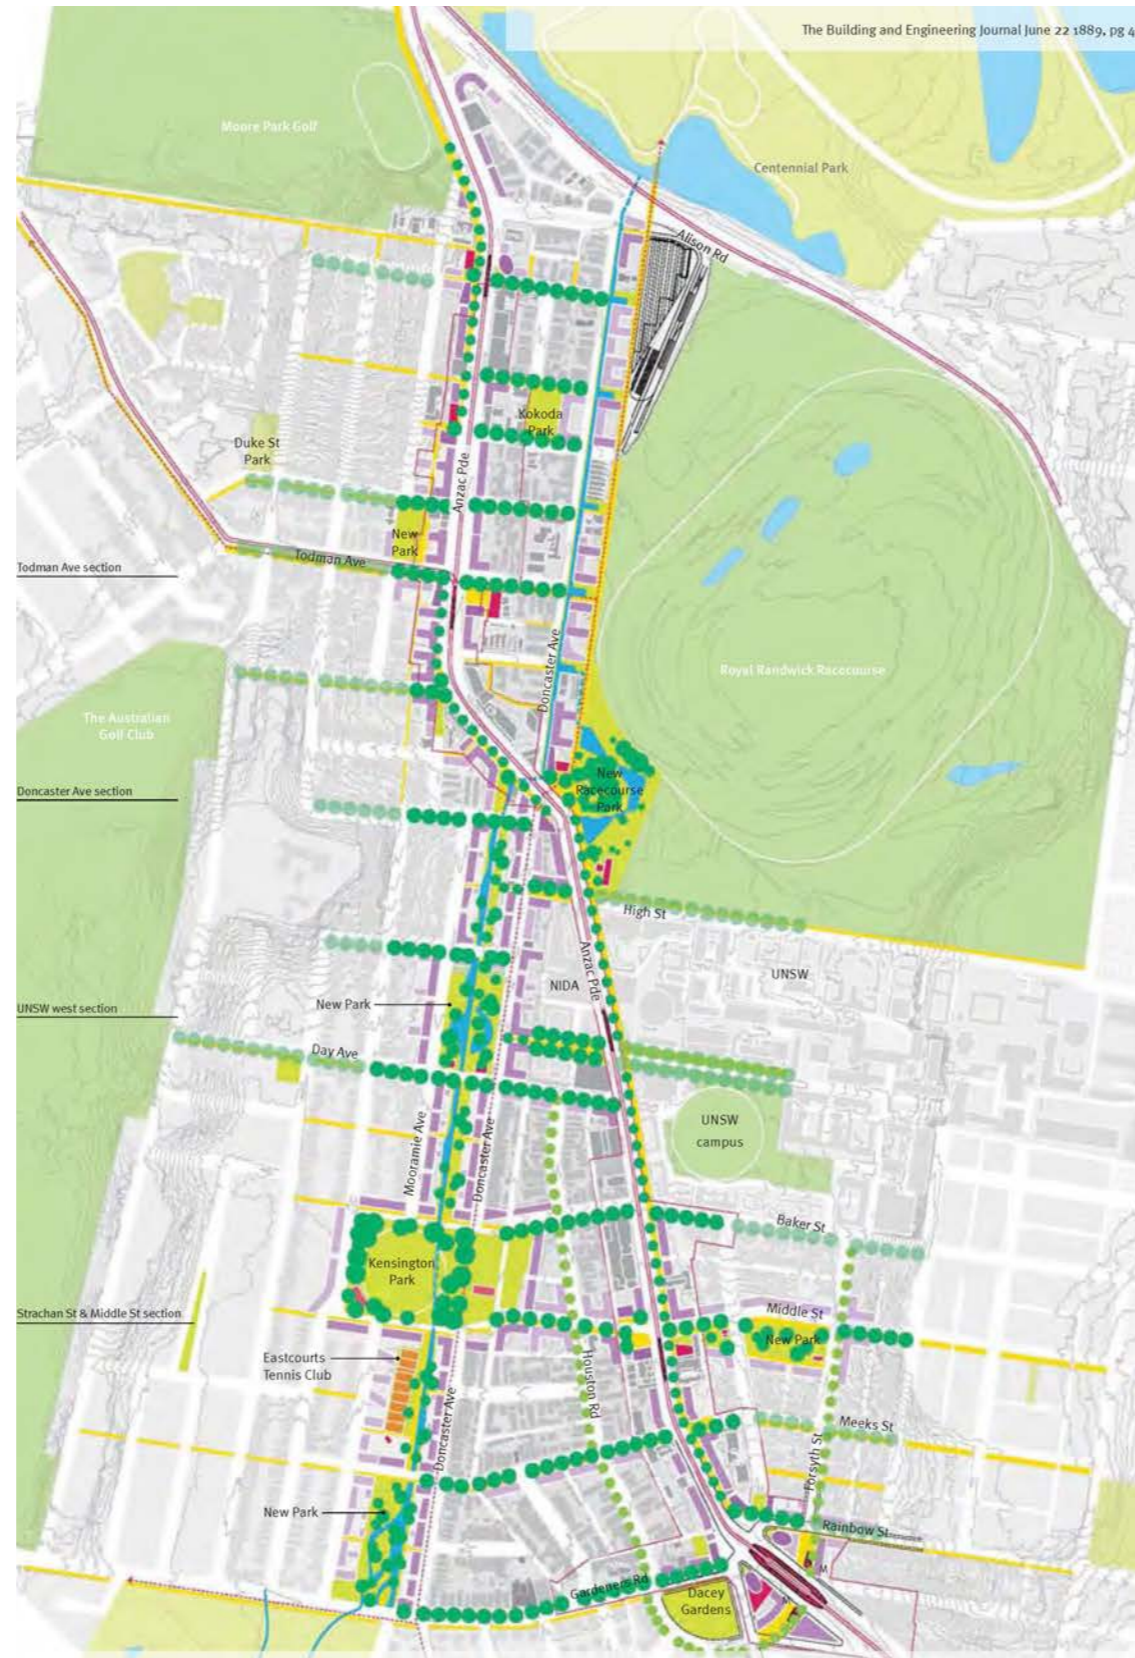 The Building and Engineering Journal June 22 1889, pg 4
Moore Park Golf
Centennial Park
Alison Rd
Kokoda
Park
Duke St
Park
Anzac Pde
New
Park
Todman Ave
Todman Ave section
Doncaster Ave
Royal Randwick Racecourse
The Australian
Golf Club
New
Racecourse
Park
Doncaster Ave section
High St
Anzac Pde
UNSW
NIDA
New Park
UNSW west section
Day Ave
Mooramie Ave
Doncaster Ave
UNSW
campus
Baker St
Kensington
Park
Strachan St & Middle St section
Middle St
New Park
Eastcourts
Tennis Club
Houston Rd
Doncaster Ave
Meeks St
Forsyth St
New Park
Rainbow St
Gardeners Rd
Dacey
Gardens